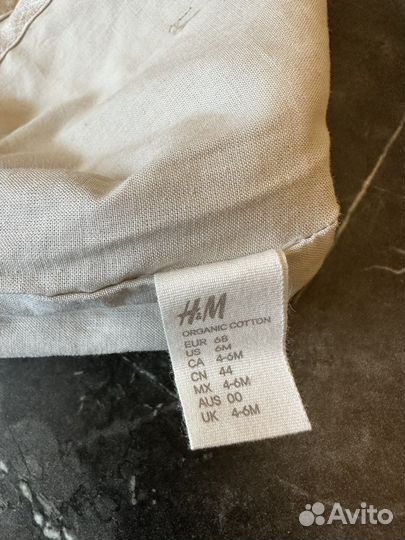 H&M
ORGANIC COTTON
EUR 68
US 6M
CA 4-6M
CN 44
MX 4-6M
AUS 00
UK 4-6M
Avito